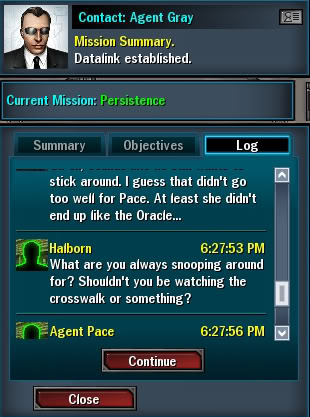 Contact: Agent Gray
Mission Summary.
Datalink established.
Current Mission: Persistence
Summary
Objectives
Log
stick around. I guess that didn't go
too well for Pace. At least she didn't
end up like the Oracle...
Halborn 6:27:53 PM
What are you always snooping around
for? Shouldn't you be watching the
crosswalk or something?
Agent Pace 6:27:56 PM
Continue
Close